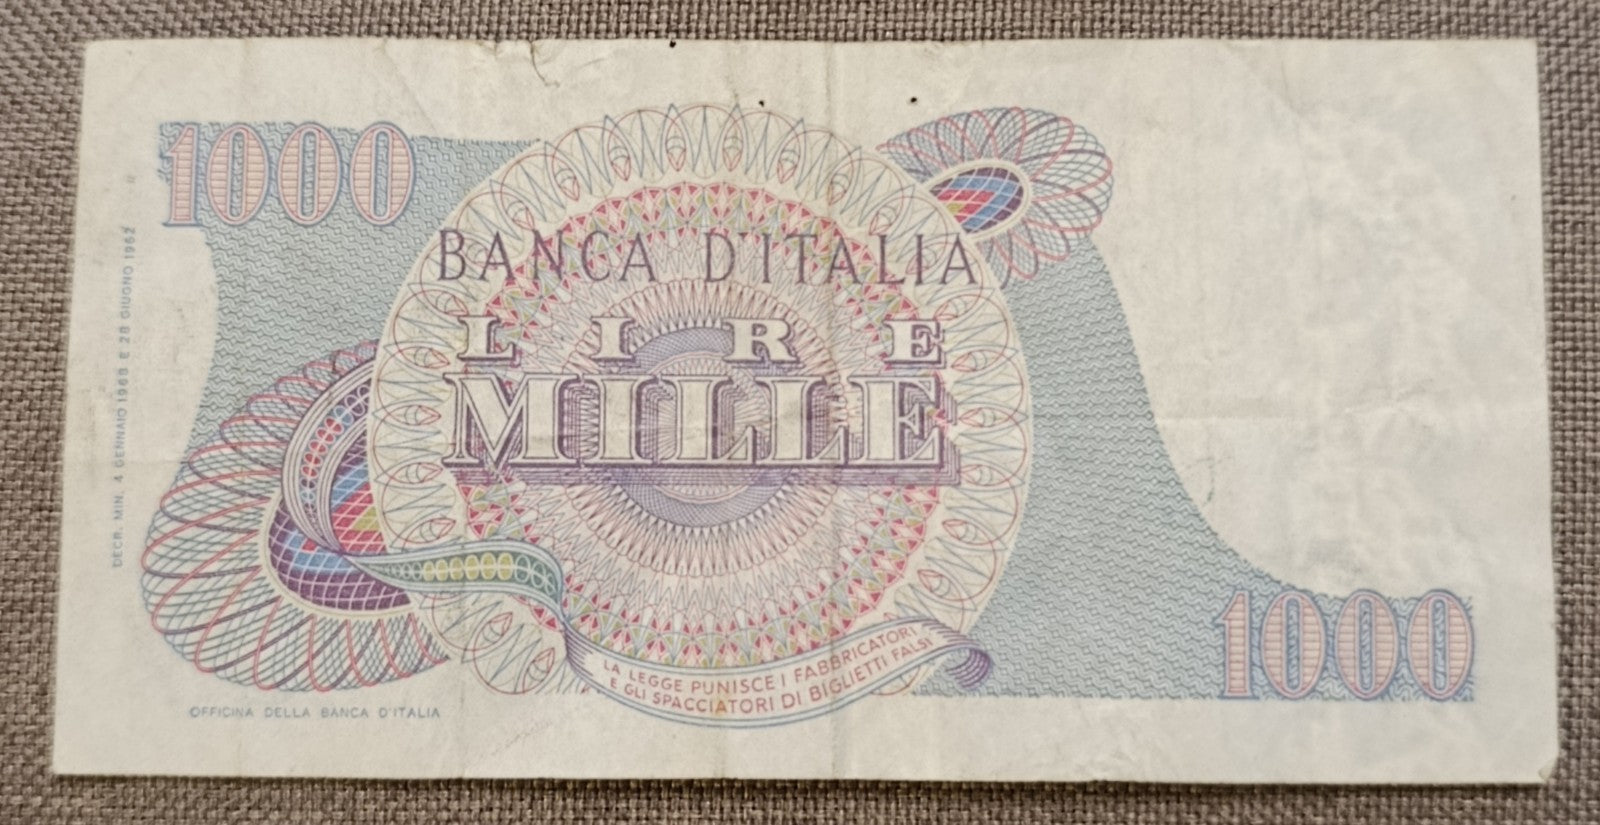 1000
BANCA D'ITALIA
LIRE
MILLE
DECR. MIN. 4 GENNAIO 1968 E 28 GIUGNO 1962
LA LEGGE PUNISCE I FABBRICATORI
E GLI SPACCIATORI DI BIGLIETTI FALSI
1000
OFFICINA DELLA BANCA D'ITALIA